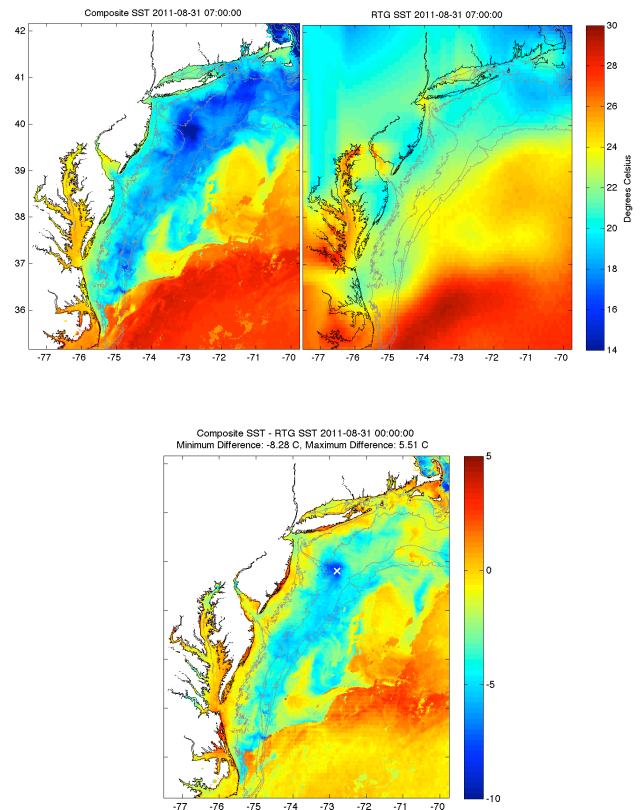 Composite SST 2011-08-31 07:00:00
RTG SST 2011-08-31 07:00:00
42
41
40
39
38
37
36
-77 -76 -75 -74 -73 -72 -71 -70
-77 -76 -75 -74 -73 -72 -71 -70
30
28
26
24
22
20
18
16
14
Degrees Celsius
Composite SST - RTG SST 2011-08-31 00:00:00
Minimum Difference: -8.28 C, Maximum Difference: 5.51 C
-77 -76 -75 -74 -73 -72 -71 -70
5
0
-5
-10